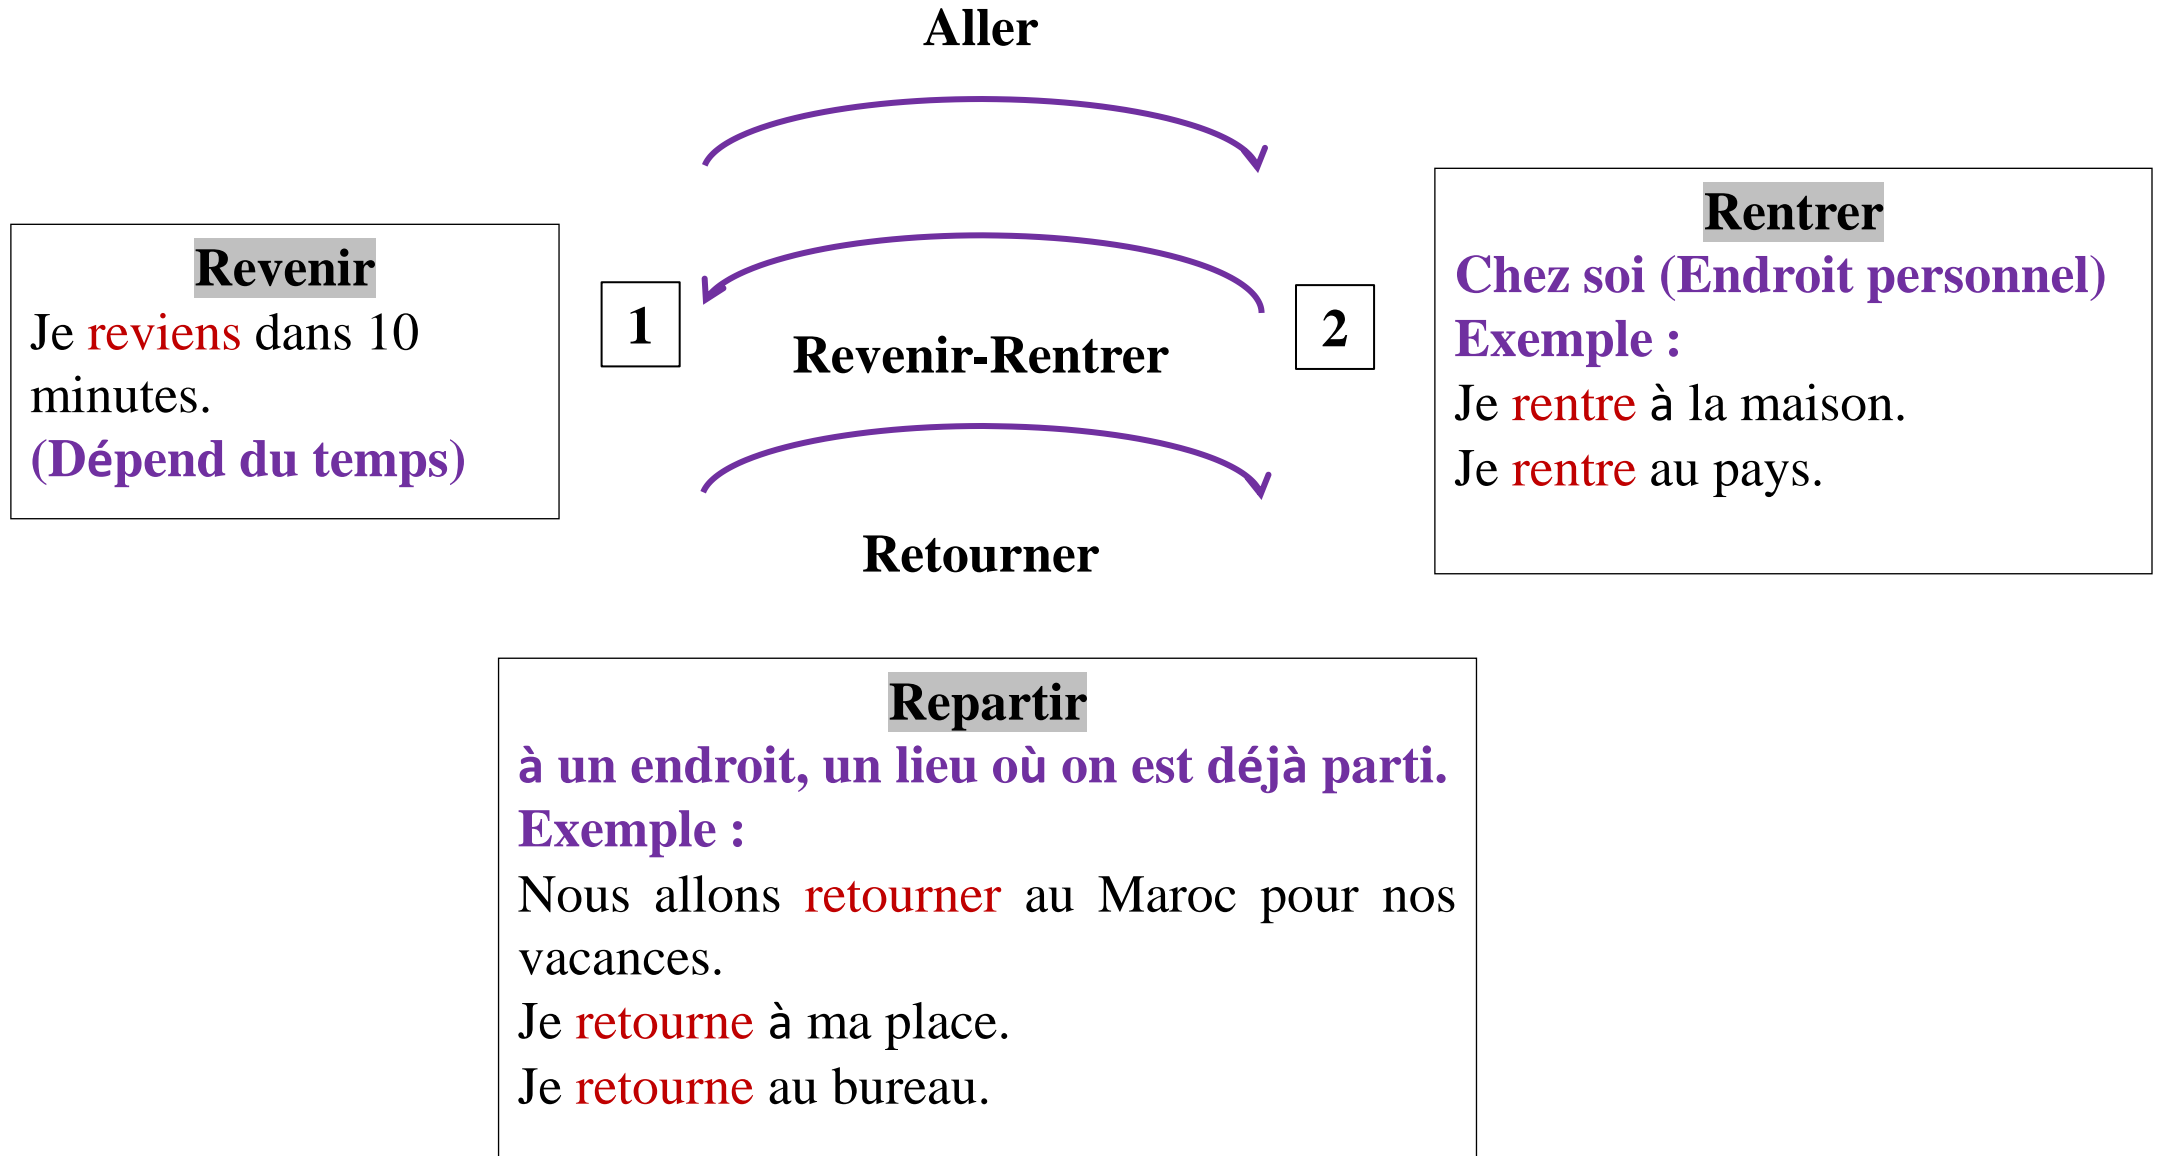 Aller
Revenir
Je reviens dans 10
minutes.
(Dépend du temps)
1
Revenir-Rentrer
2
Rentrer
Chez soi (Endroit personnel)
Exemple :
Je rentre à la maison.
Je rentre au pays.
Retourner
Repartir
à un endroit, un lieu où on est déjà parti.
Exemple :
Nous allons retourner au Maroc pour nos
vacances.
Je retourne à ma place.
Je retourne au bureau.